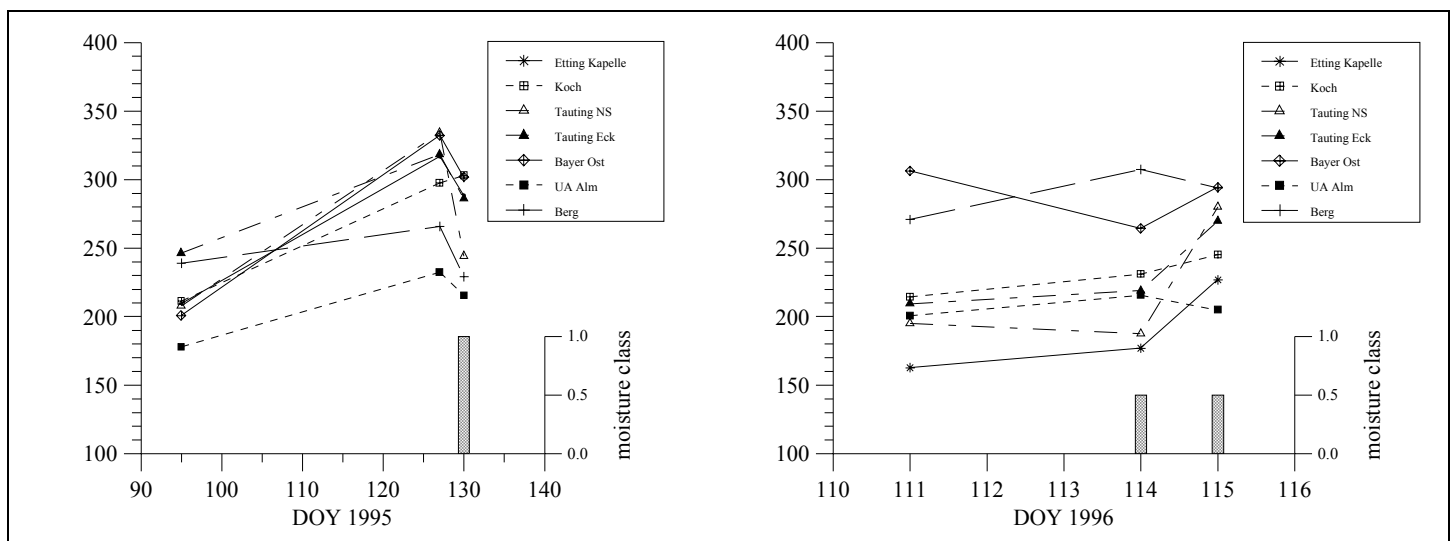 400
350
300
250
200
150
100
90 100 110 120 130 140
DOY 1995
Etting Kapelle
Koch
Tauting NS
Tauting Eck
Bayer Ost
UA Alm
Berg
1.0
0.5
0.0
moisture class
400
350
300
250
200
150
100
110 111 112 113 114 115 116
DOY 1996
Etting Kapelle
Koch
Tauting NS
Tauting Eck
Bayer Ost
UA Alm
Berg
1.0
0.5
0.0
moisture class